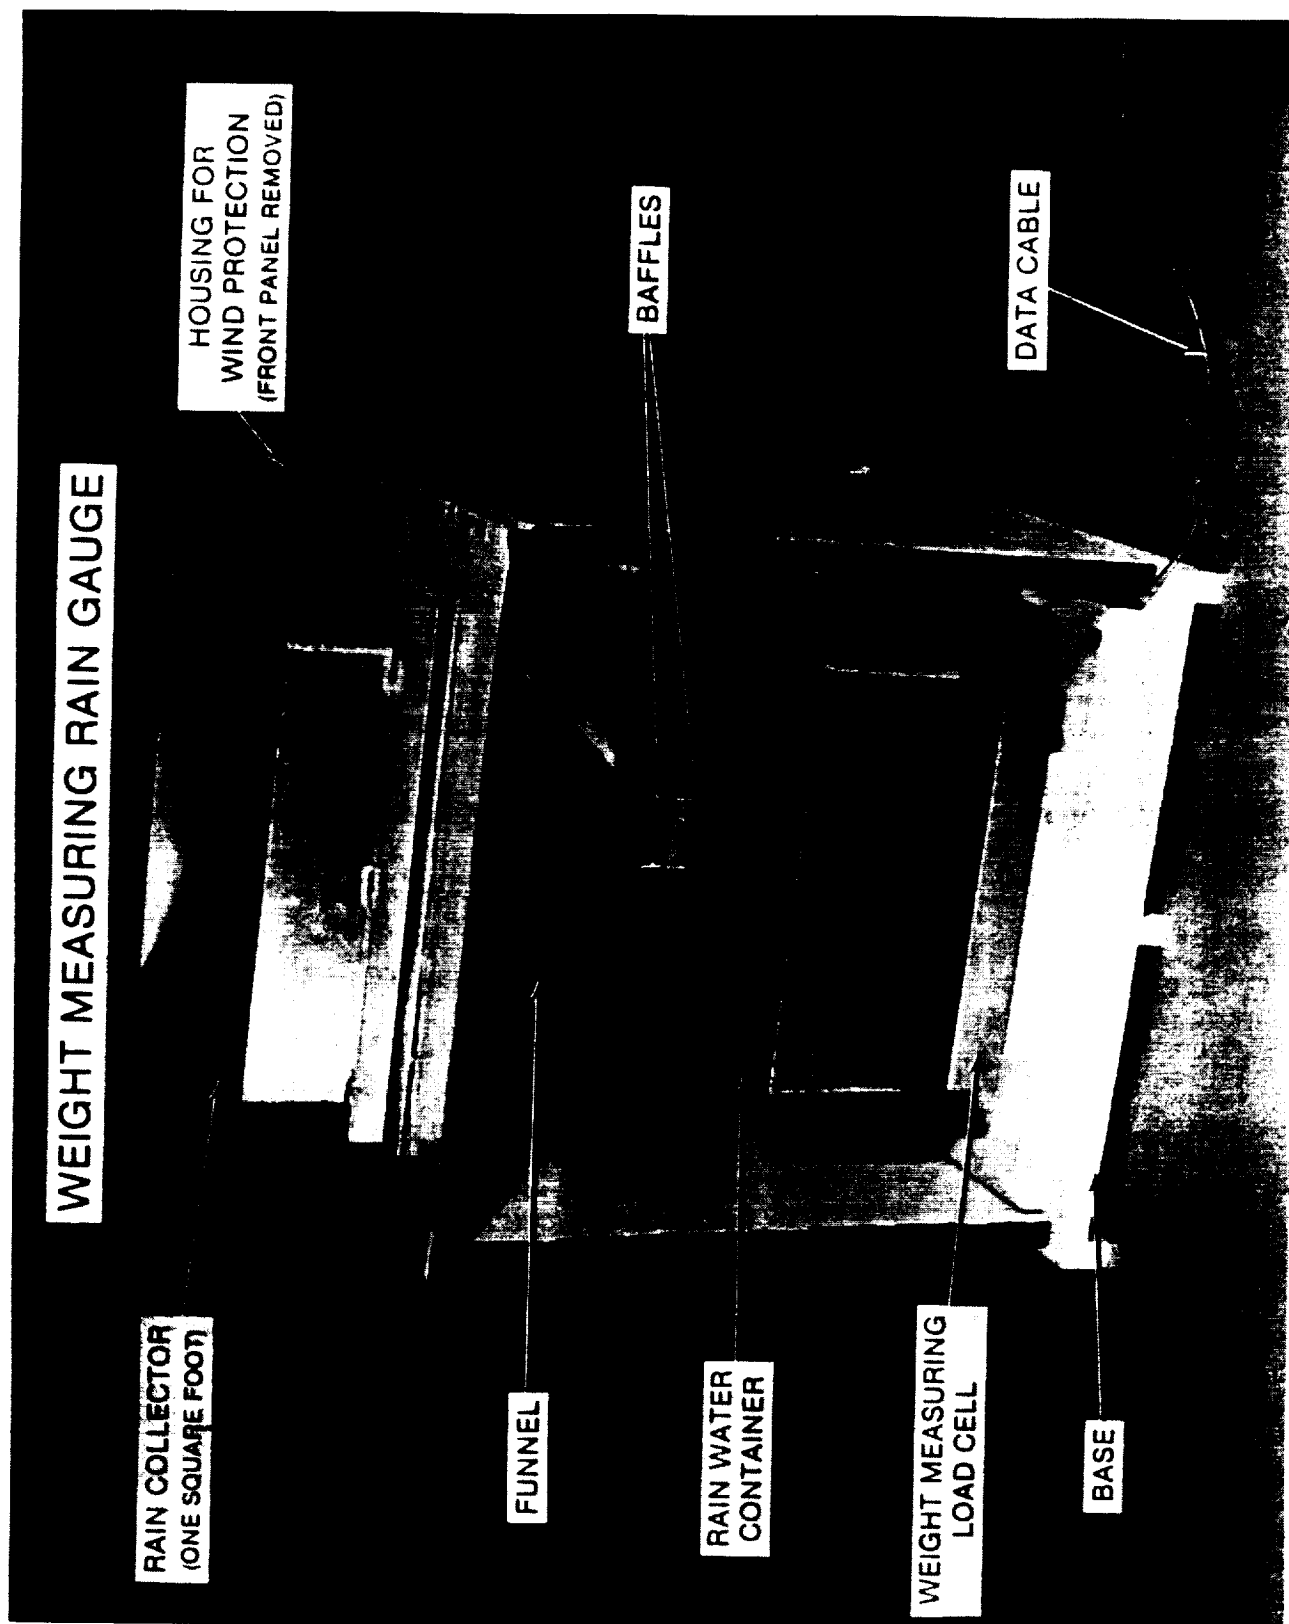 WEIGHT MEASURING RAIN GAUGE
RAIN COLLECTOR
(ONE SQUARE FOOT)
HOUSING FOR
WIND PROTECTION
(FRONT PANEL REMOVED)
FUNNEL
BAFFLES
RAIN WATER
CONTAINER
WEIGHT MEASURING
LOAD CELL
DATA CABLE
BASE